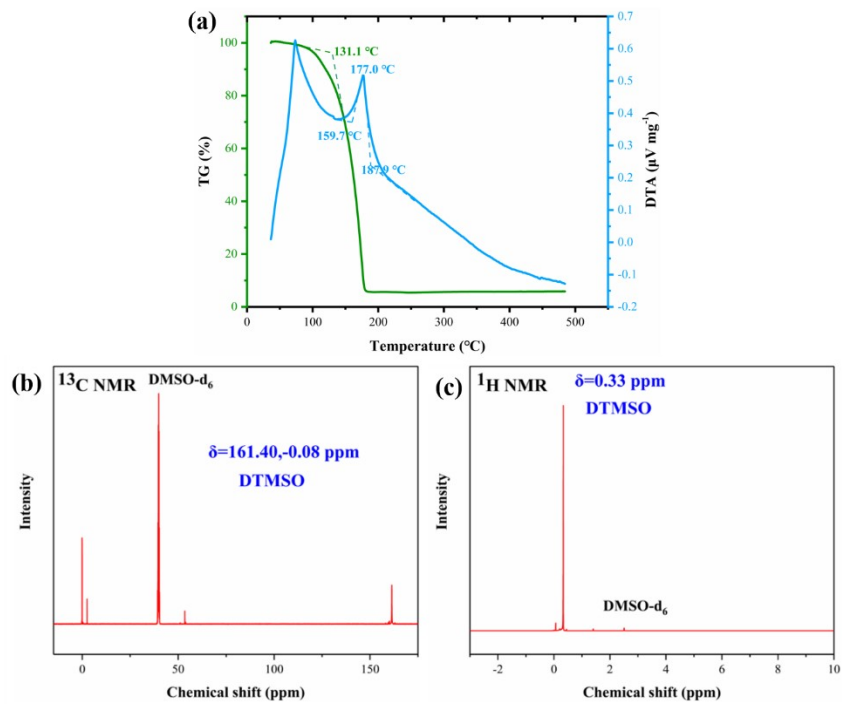 (a)
100
80
60
40
20
0
TG (%)
131.1 ℃
177.0 ℃
159.7 ℃
187.9 ℃
0.7
0.6
0.5
0.4
0.3
0.2
0.1
0.0
-0.1
-0.2
DTA (μV mg⁻¹)
0 100 200 300 400 500
Temperature (℃)
(b)
¹³C NMR
DMSO-d₆
δ=161.40,-0.08 ppm
DTMSO
Intensity
0 50 100 150
Chemical shift (ppm)
(c)
¹H NMR
δ=0.33 ppm
DTMSO
DMSO-d₆
Intensity
-2 0 2 4 6 8 10
Chemical shift (ppm)